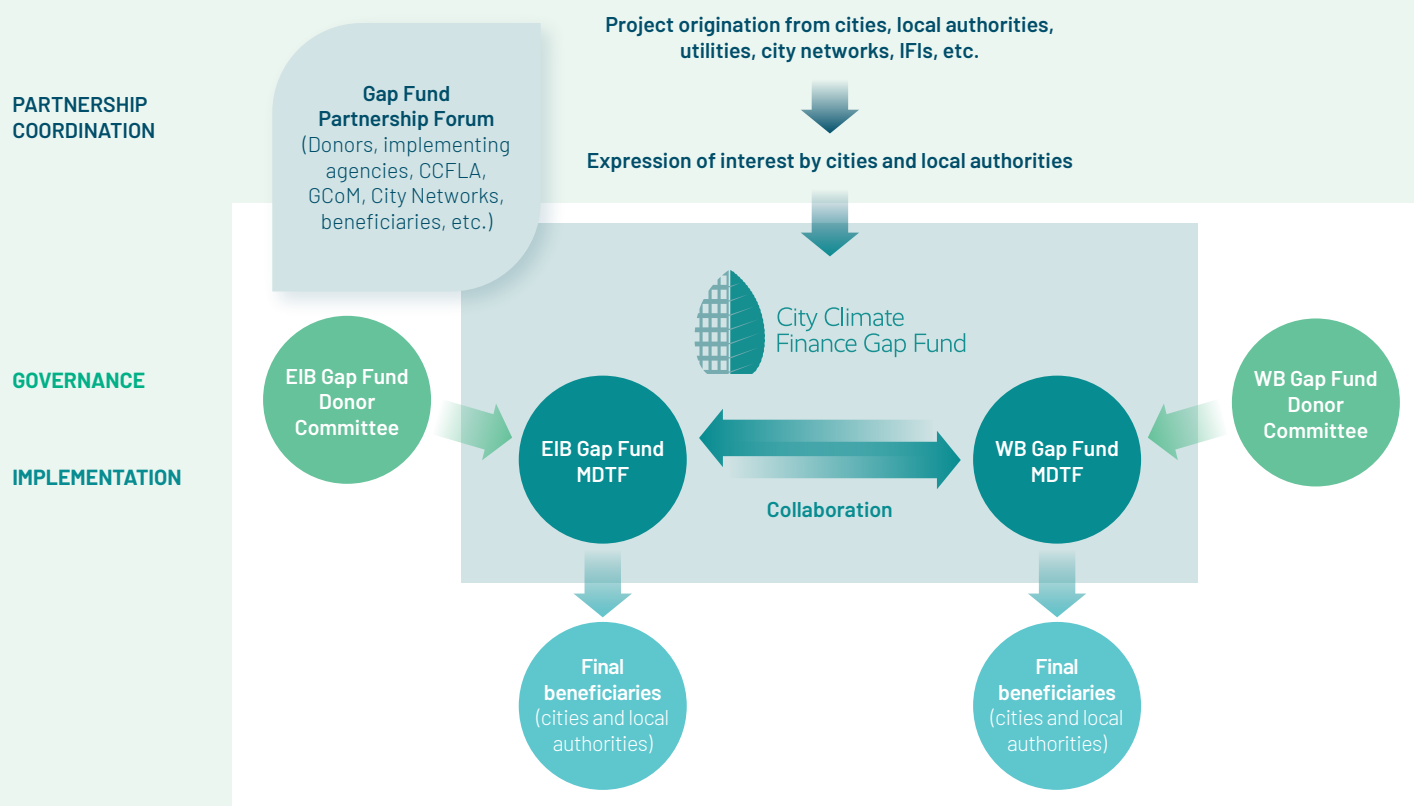 Project origination from cities, local authorities,
utilities, city networks, IFIs, etc.
PARTNERSHIP
COORDINATION
Gap Fund
Partnership Forum
(Donors, implementing
agencies, CCFLA,
GCoM, City Networks,
beneficiaries, etc.)
Expression of interest by cities and local authorities
City Climate
Finance Gap Fund
GOVERNANCE
EIB Gap Fund
Donor
Committee
WB Gap Fund
Donor
Committee
IMPLEMENTATION
EIB Gap Fund
MDTF
WB Gap Fund
MDTF
Collaboration
Final
beneficiaries
(cities and local
authorities)
Final
beneficiaries
(cities and local
authorities)